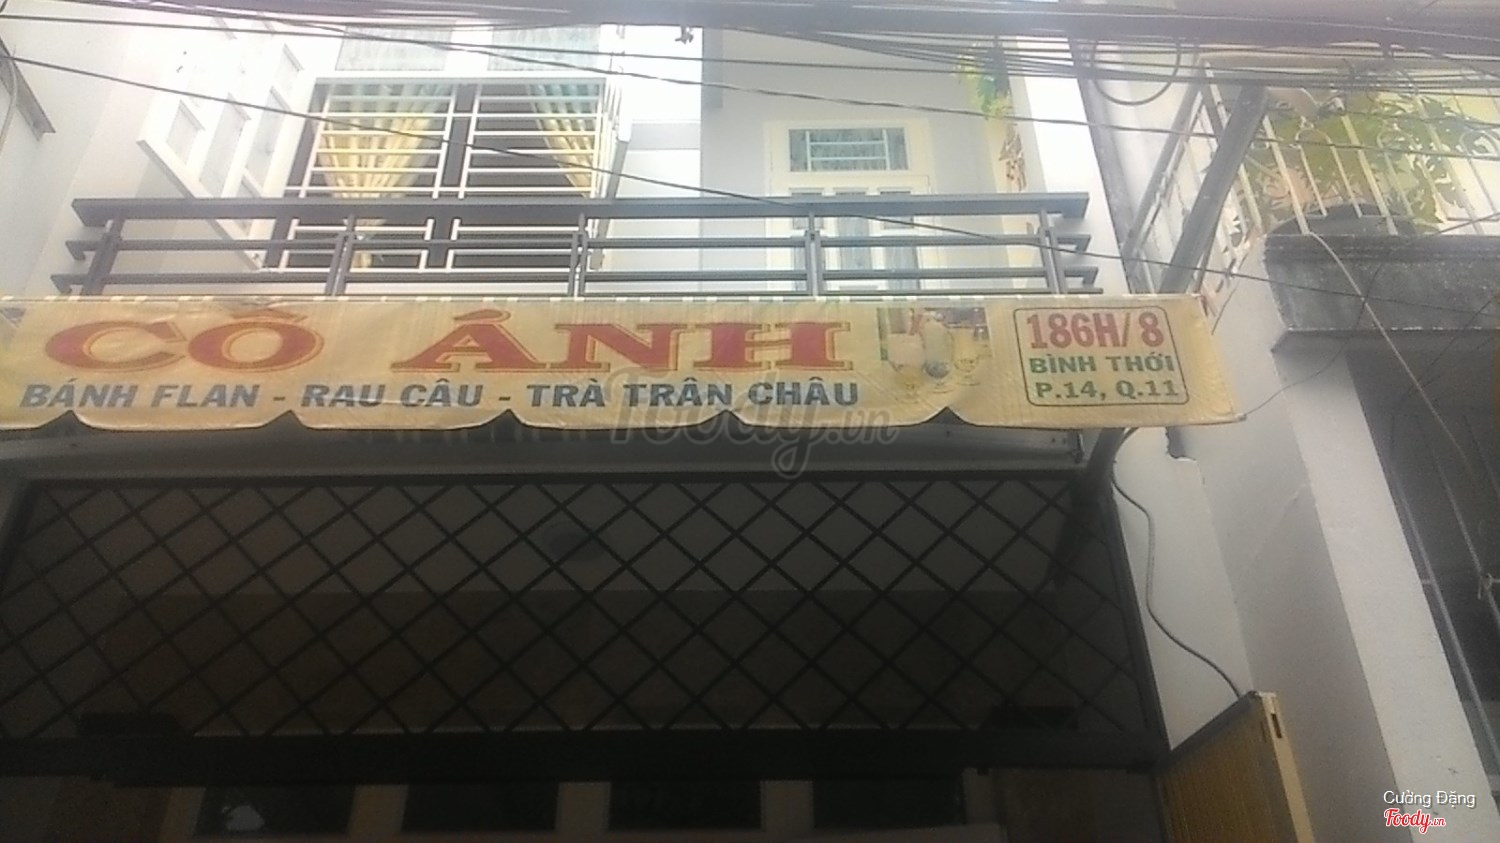 CÔ ÁNH
BÁNH FLAN - RAU CÂU - TRÀ TRÂN CHÂU
186H/8
BÌNH THỚI
P.14, Q.11
Foody.vn
Cường Đặng
Foody.vn